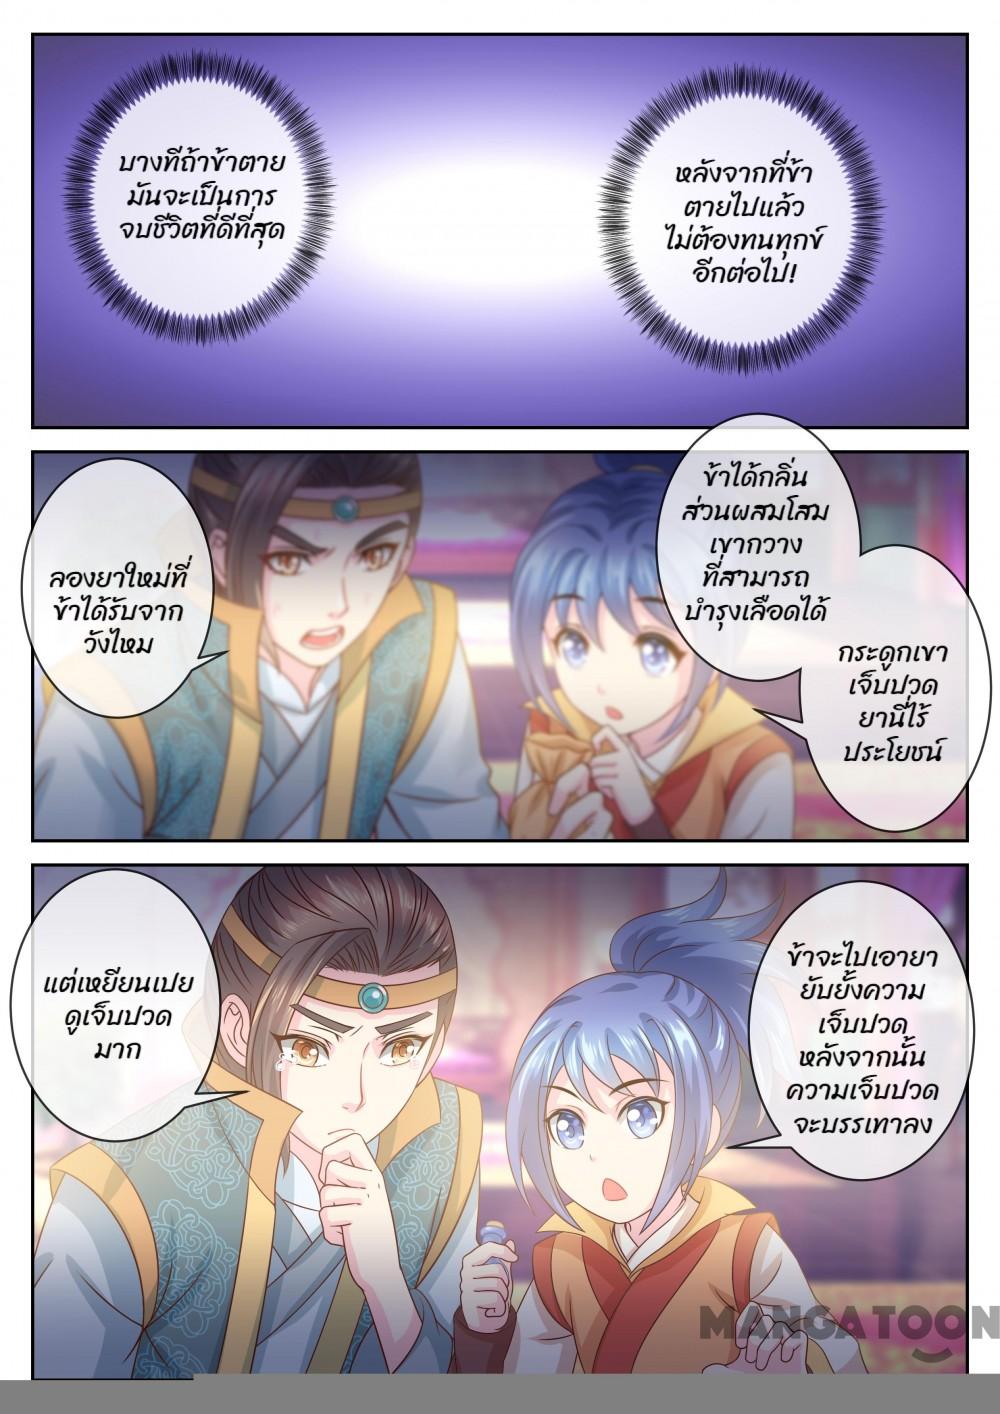 บางทีถ้าข้าตาย
มันจะเป็นการ
จบชีวิตที่ดีที่สุด
หลังจากที่ข้า
ตายไปแล้ว
ไม่ต้องทนทุกข์
อีกต่อไป!
ลองยาใหม่ที่
ข้าได้รับจาก
วังไหม
ข้าได้กลิ่น
ส่วนผสมโสม
เขากวาง
ที่สามารถ
บำรุงเลือดได้
กระดูกเขา
เจ็บปวด
ยานี่ไร้
ประโยชน์
แต่เหยียนเปย
ดูเจ็บปวด
มาก
ข้าจะไปเอายา
ยับยั้งความ
เจ็บปวด
หลังจากนั้น
ความเจ็บปวด
จะบรรเทาลง
MANGATOON